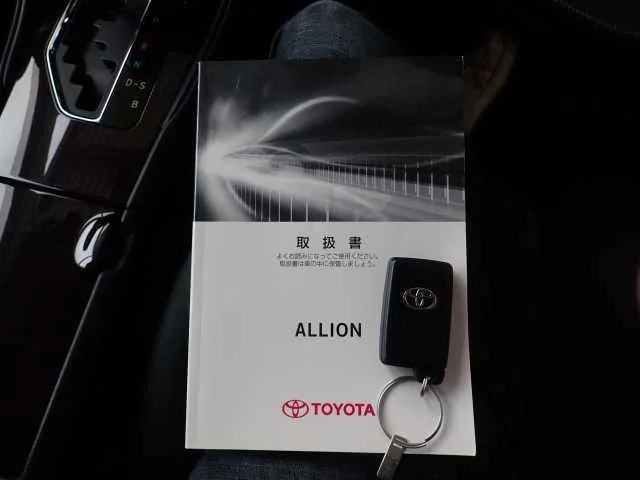 R
N
D-S
B
取扱書
よくお読みになってご使用ください。
取扱書は車の中に保管しましょう。
ALLION
TOYOTA